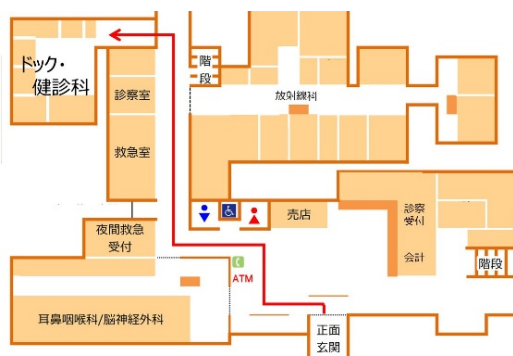 ドック・
健診科
階
段
放射線科
診察室
救急室
売店
診察
受付
会計
階段
夜間救急
受付
ATM
耳鼻咽喉科/脳神経外科
正面
玄関